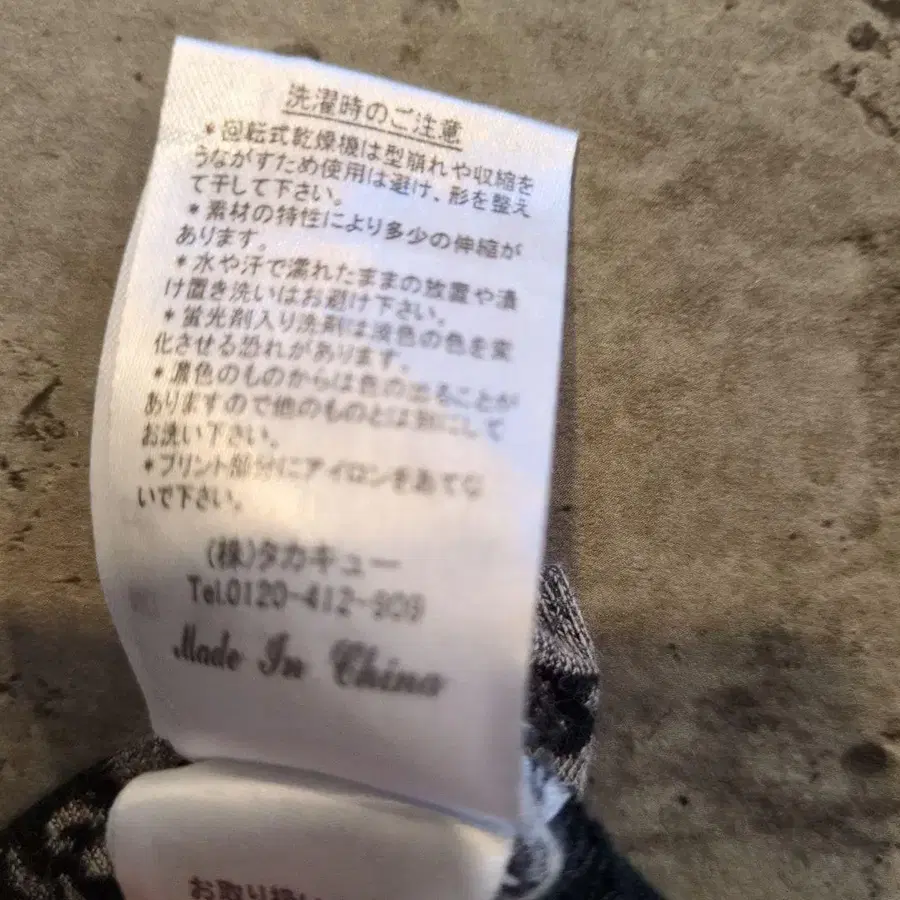 洗濯時のご注意
*回転式乾燥機は型崩れや収縮を
うながすため使用は避け、形を整え
て干して下さい。
*素材の特性により多少の伸縮が
あります。
*水や汗で濡れたままの放置や漬
け置き洗いはお避け下さい。
*蛍光剤入り洗剤は淡色の色を変
化させる恐れがあります。
*濃色のものからは色の出ることが
ありますので他のものとは別にして
お洗い下さい。
*プリント部分にアイロンをあてな
いで下さい。
(株)タカキュー
Tel.0120-412-909
Made In China
お取り扱い